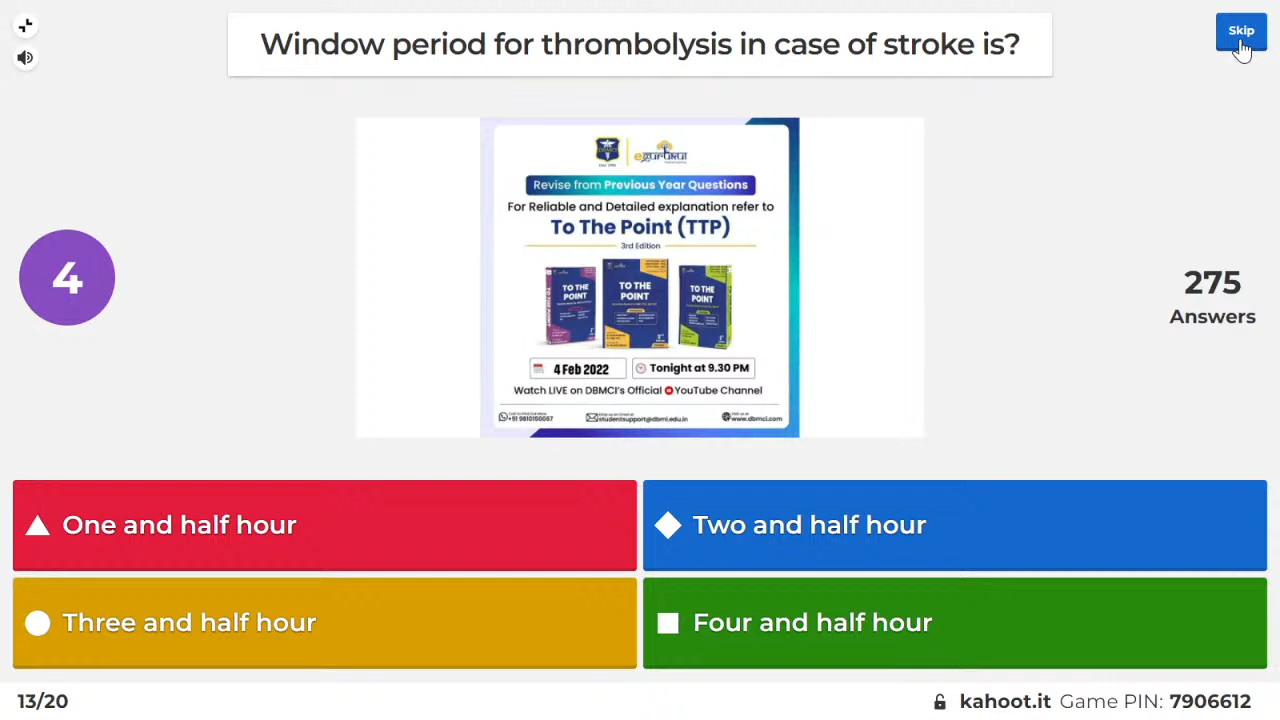 Window period for thrombolysis in case of stroke is?
Skip
eGURUKUL
Revise from Previous Year Questions
For Reliable and Detailed explanation refer to
To The Point (TTP)
3rd Edition
TO THE POINT
TO THE POINT
TO THE POINT
4 Feb 2022
Tonight at 9.30 PM
Watch LIVE on DBMCI's Official YouTube Channel
www.dbmci.com
4
275
Answers
One and half hour
Two and half hour
Three and half hour
Four and half hour
13/20
kahoot.it Game PIN: 7906612